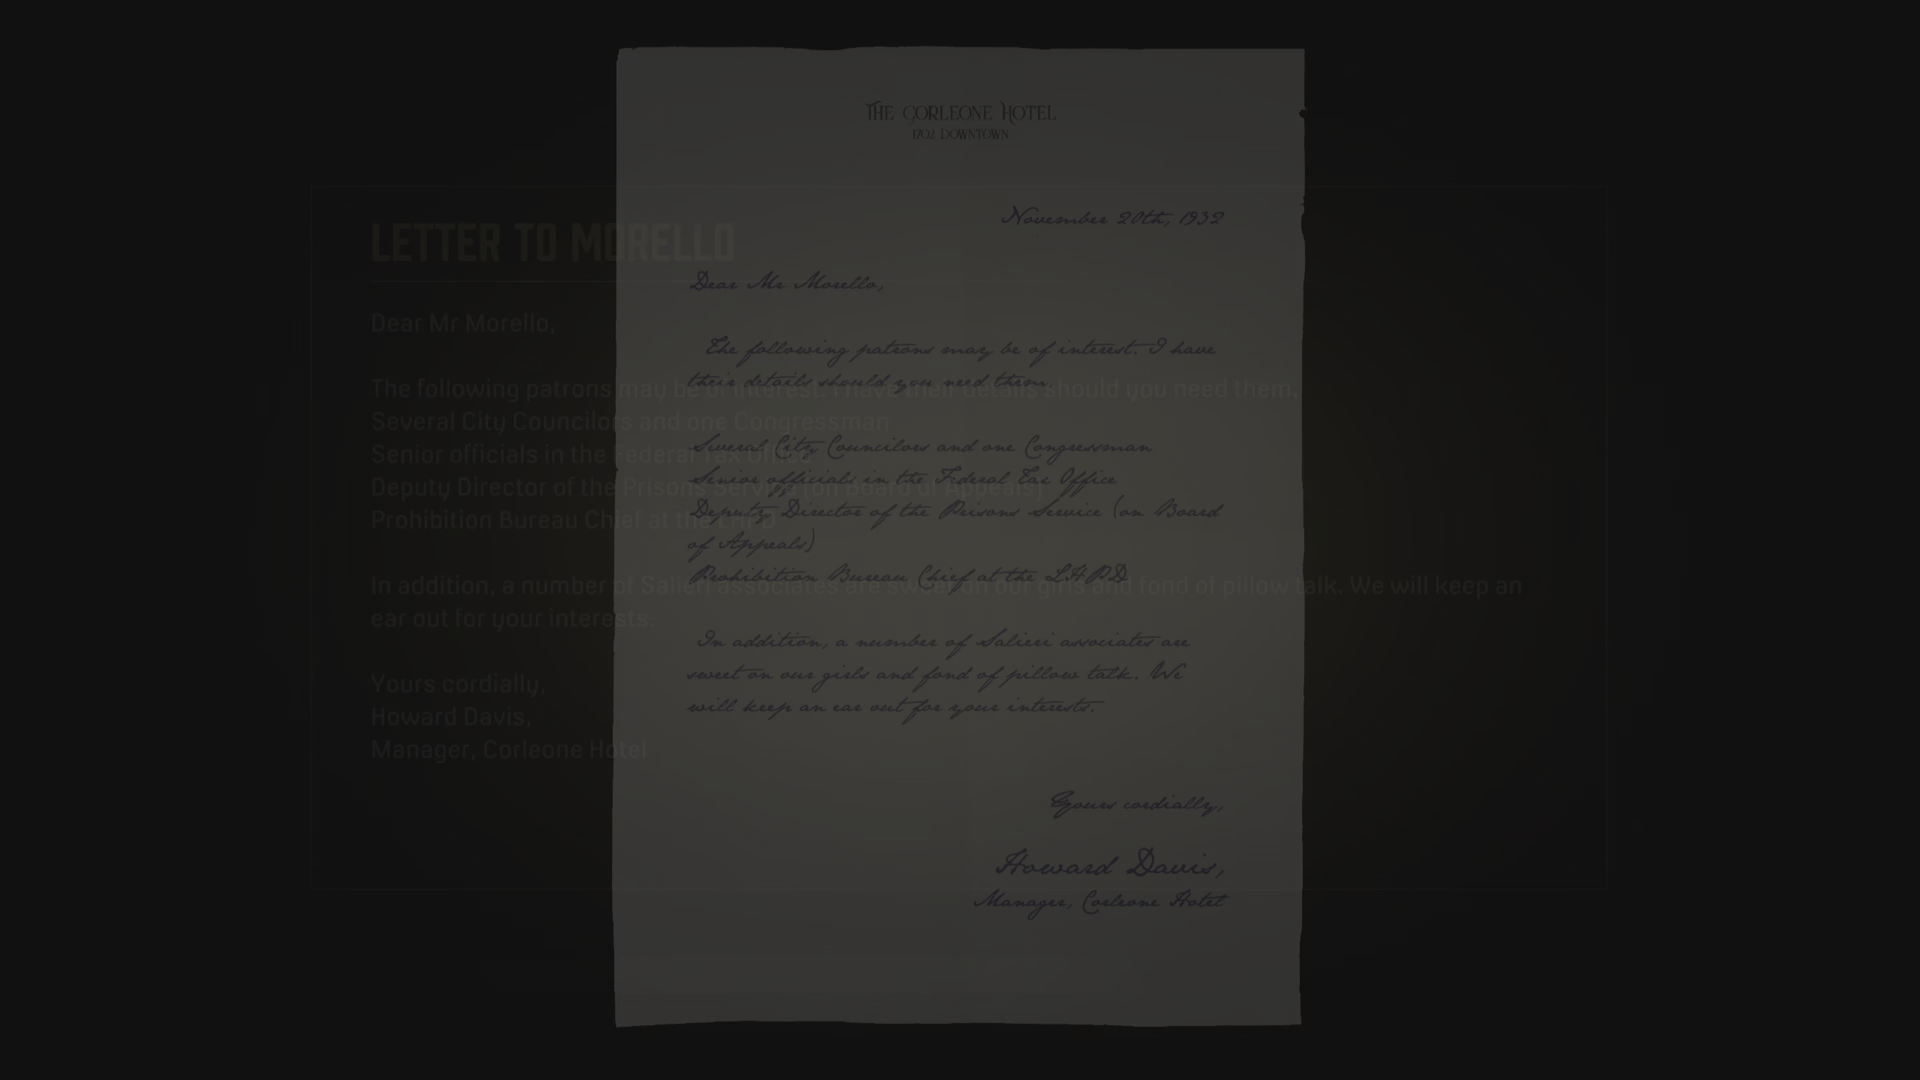 THE CORLEONE HOTEL
1702 DOWNTOWN
November 20th, 1932
Dear Mr Morello,
The following patrons may be of interest. I have
their details should you need them.
Several City Councilors and one Congressman
Senior officials in the Federal Tax Office
Deputy Director of the Prisons Service (on Board
of Appeals)
Prohibition Bureau Chief at the LHPD
In addition, a number of Salieri associates are
sweet on our girls and fond of pillow talk. We
will keep an ear out for your interests.
Yours cordially,
Howard Davis,
Manager, Corleone Hotel
LETTER TO MORELLO
Dear Mr Morello,
The following patrons may be of interest. I have their details should you need them.
Several City Councilors and one Congressman
Senior officials in the Federal Tax Office
Deputy Director of the Prisons Service (on Board of Appeals)
Prohibition Bureau Chief at the LHPD
In addition, a number of Salieri associates are sweet on our girls and fond of pillow talk. We will keep an
ear out for your interests.
Yours cordially,
Howard Davis,
Manager, Corleone Hotel